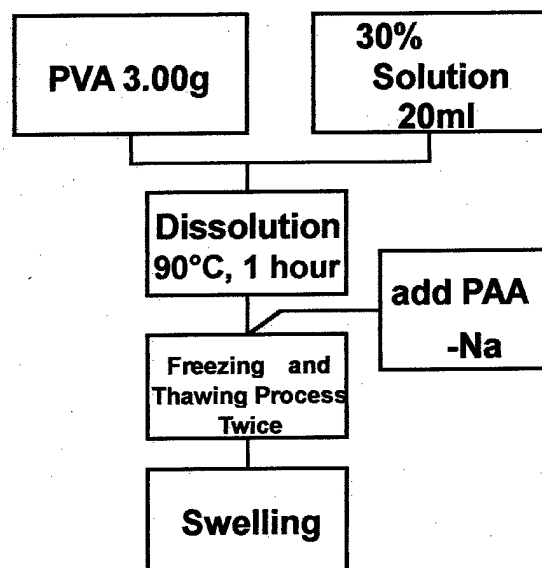 PVA 3.00g
30%
Solution
20ml
Dissolution
90°C, 1 hour
add PAA
-Na
Freezing and
Thawing Process
Twice
Swelling